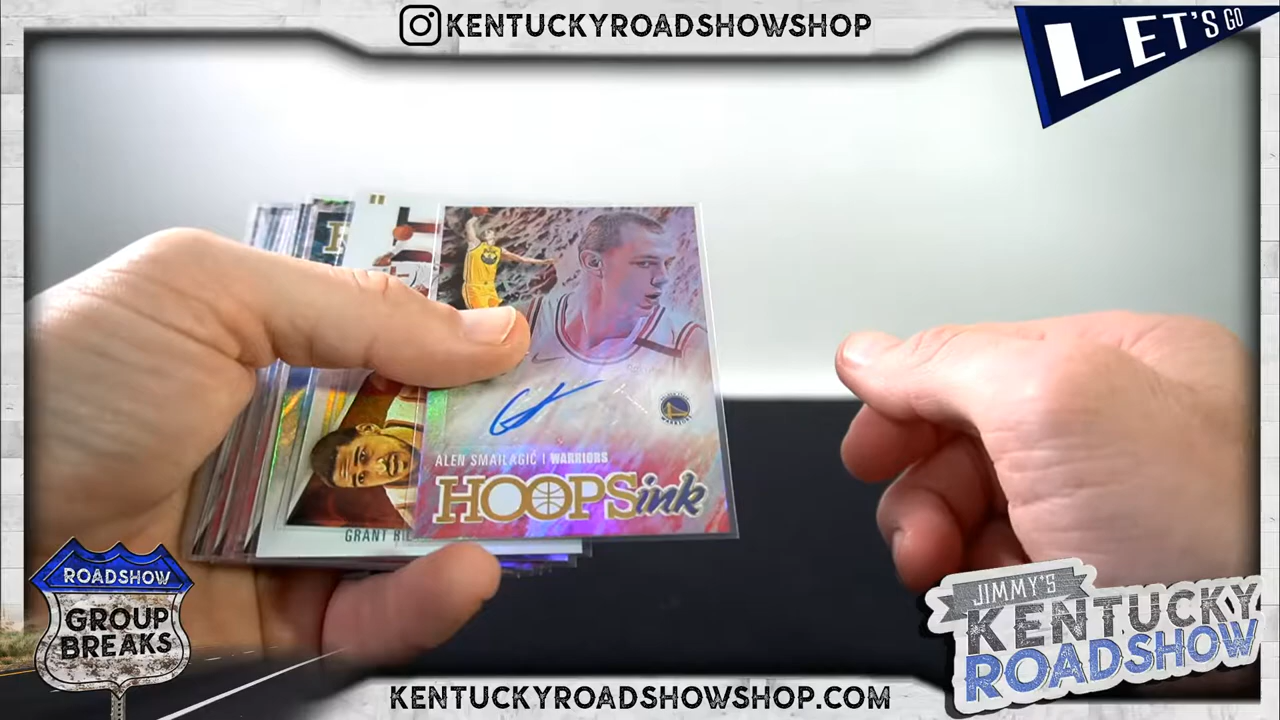 KENTUCKYROADSHOWSHOP
LET'S GO
ALEN SMAILAGIĆ | WARRIORS
HOOPS ink
GRANT
ROADSHOW
GROUP
BREAKS
JIMMY'S
KENTUCKY
ROADSHOW
KENTUCKYROADSHOWSHOP.COM